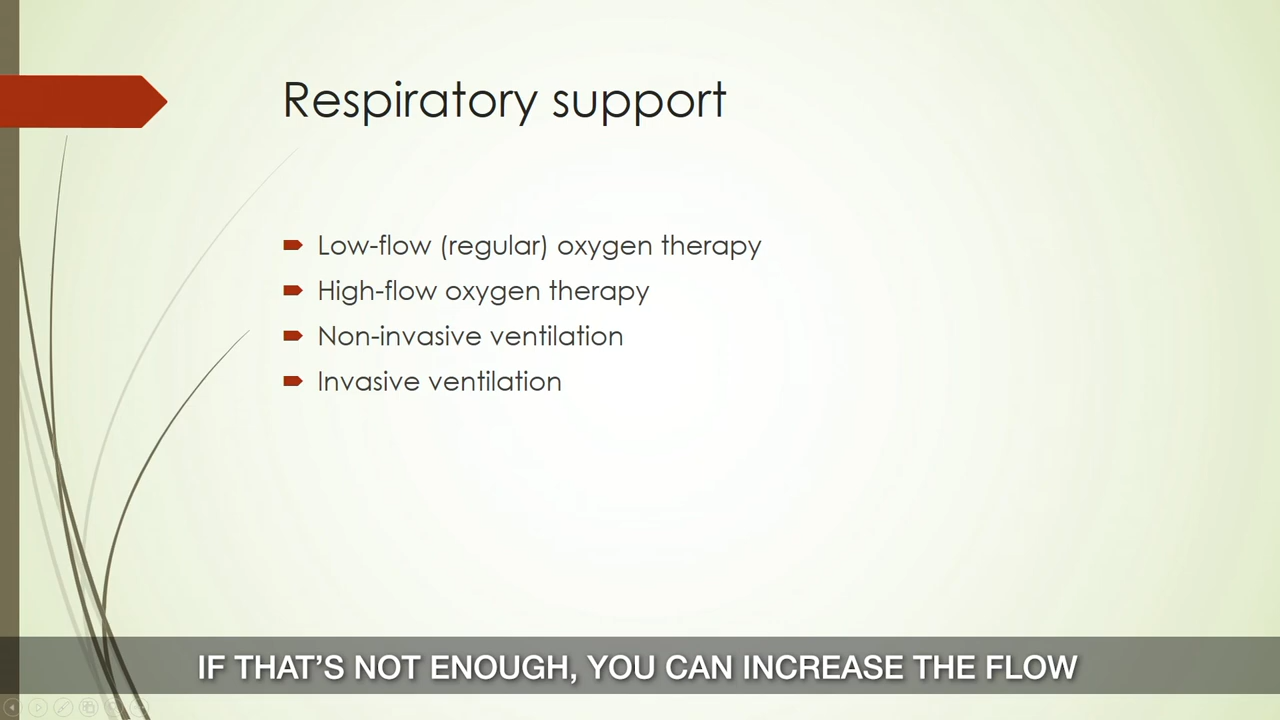 Respiratory support
Low-flow (regular) oxygen therapy
High-flow oxygen therapy
Non-invasive ventilation
Invasive ventilation
IF THAT’S NOT ENOUGH, YOU CAN INCREASE THE FLOW